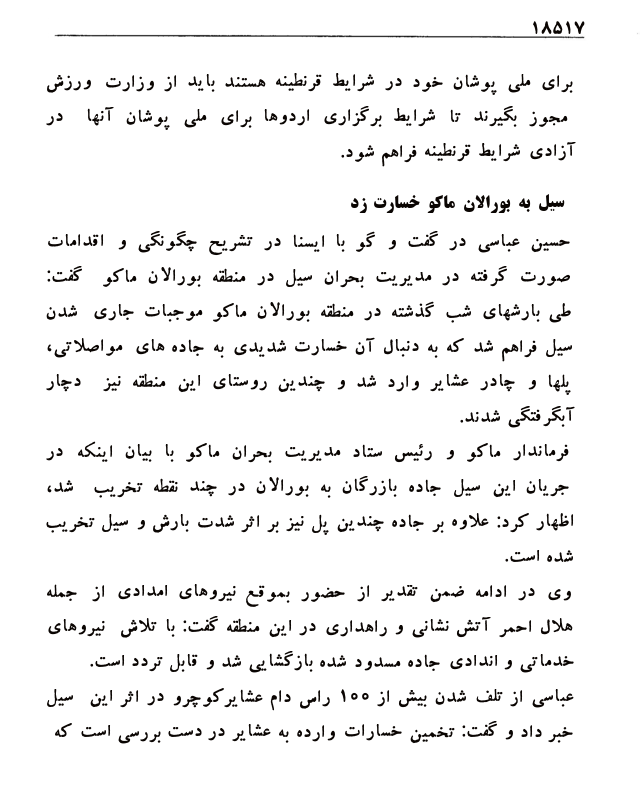 ۱۸۵۱۷
برای ملی پوشان خود در شرایط قرنطینه هستند باید از وزارت ورزش
مجوز بگیرند تا شرایط برگزاری اردوها برای ملی پوشان آنها در
آزادی شرایط قرنطینه فراهم شود.
سیل به بورالان ماکو خسارت زد
حسین عباسی در گفت و گو با ایسنا در تشریح چگونگی و اقدامات
صورت گرفته در مدیریت بحران سیل در منطقه بورالان ماکو گفت:
طی بارشهای شب گذشته در منطقه بورالان ماکو موجبات جاری شدن
سیل فراهم شد که به دنبال آن خسارت شدیدی به جاده های مواصلاتی،
پلها و چادر عشایر وارد شد و چندین روستای این منطقه نیز دچار
آبگرفتگی شدند.
فرماندار ماکو و رئیس ستاد مدیریت بحران ماکو با بیان اینکه در
جریان این سیل جاده بازرگان به بورالان در چند نقطه تخریب شد،
اظهار کرد: علاوه بر جاده چندین پل نیز بر اثر شدت بارش و سیل تخریب
شده است.
وی در ادامه ضمن تقدیر از حضور بموقع نیروهای امدادی از جمله
هلال احمر آتش نشانی و راهداری در این منطقه گفت: با تلاش نیروهای
خدماتی و اندادی جاده مسدود شده بازگشایی شد و قابل تردد است.
عباسی از تلف شدن بیش از ۱۰۰ راس دام عشایرکوچرو در اثر این سیل
خبر داد و گفت: تخمین خسارات وارده به عشایر در دست بررسی است که